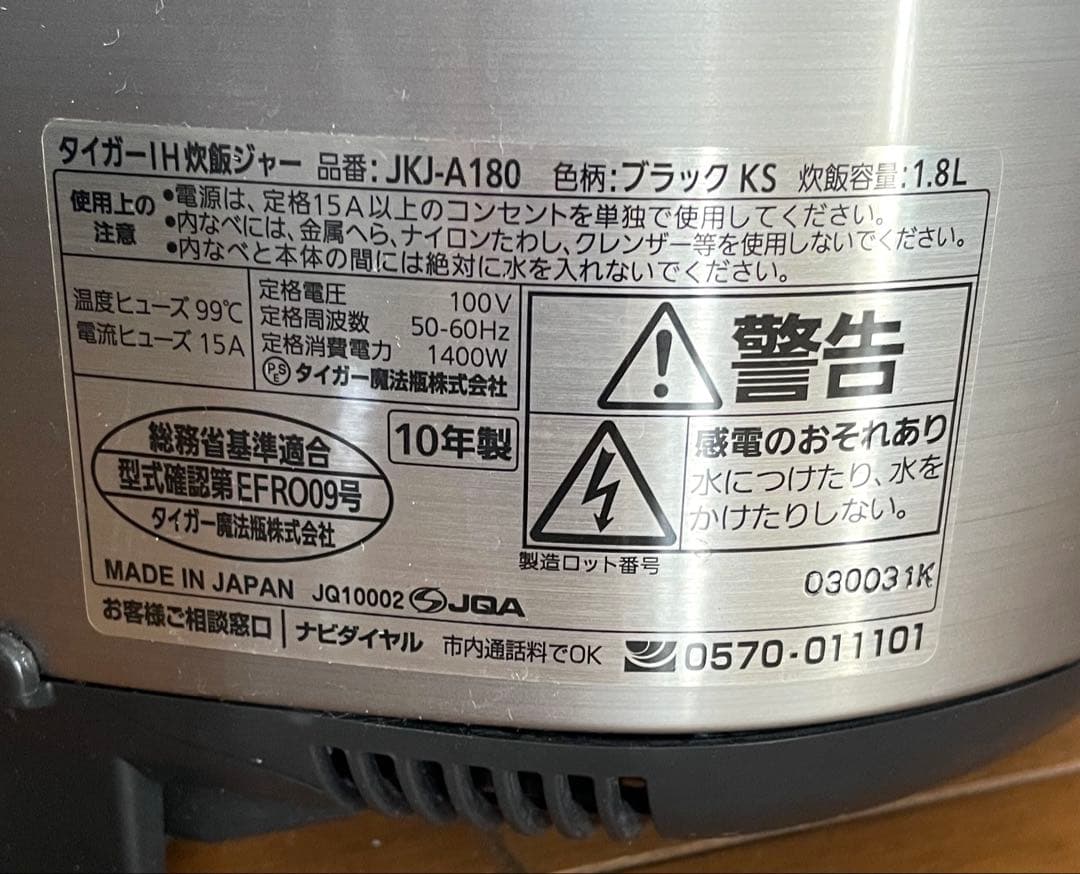 タイガーIH炊飯ジャー 品番:JKJ-A180 色柄:ブラック KS 炊飯容量:1.8L
使用上の注意
•電源は、定格15A以上のコンセントを単独で使用してください。
•内なべには、金属へら、ナイロンたわし、クレンザー等を使用しないでください。
•内なべと本体の間には絶対に水を入れないでください。
温度ヒューズ 99℃
電流ヒューズ 15A
定格電圧 100V
定格周波数 50-60Hz
定格消費電力 1400W
PSE タイガー魔法瓶株式会社
警告
感電のおそれあり
水につけたり、水を
かけたりしない。
総務省基準適合
型式確認第EFRO09号
タイガー魔法瓶株式会社
10年製
製造ロット番号
030031K
MADE IN JAPAN JQ10002 JQA
お客様ご相談窓口 ナビダイヤル 市内通話料でOK 0570-011101